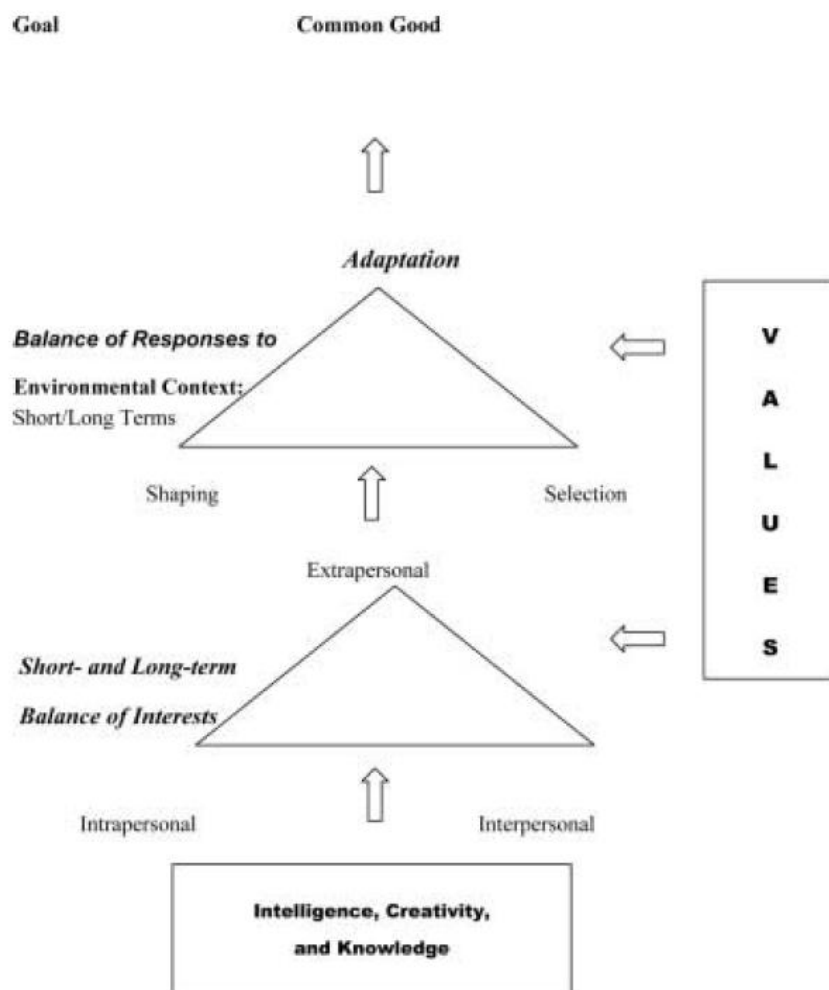 Goal
Common Good
Adaptation
Balance of Responses to
Environmental Context:
Short/Long Terms
Shaping
Selection
Extrapersonal
Short- and Long-term
Balance of Interests
Intrapersonal
Interpersonal
Intelligence, Creativity,
and Knowledge
V
A
L
U
E
S